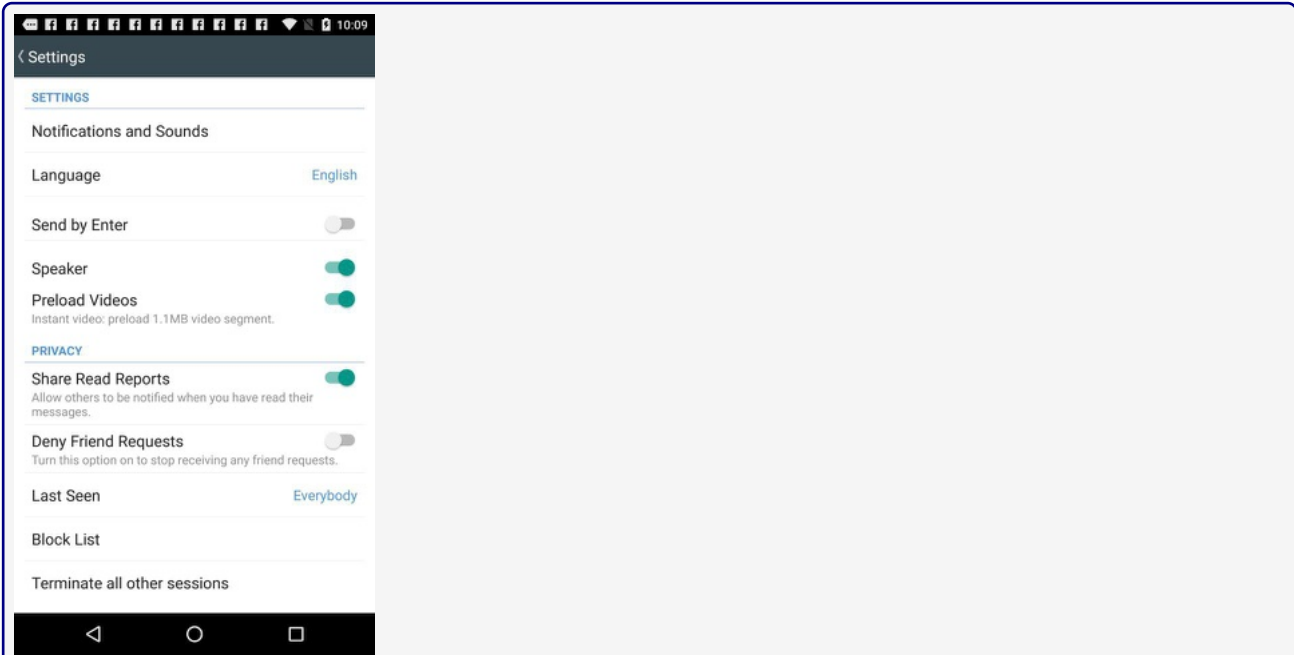 10:09
Settings
SETTINGS
Notifications and Sounds
Language English
Send by Enter
Speaker
Preload Videos
Instant video: preload 1.1MB video segment.
PRIVACY
Share Read Reports
Allow others to be notified when you have read their
messages.
Deny Friend Requests
Turn this option on to stop receiving any friend requests.
Last Seen Everybody
Block List
Terminate all other sessions